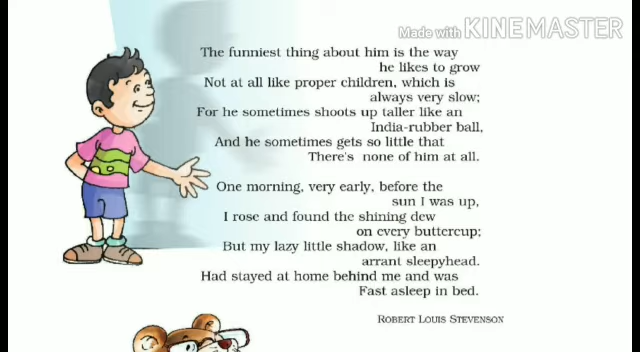 Made with KINEMASTER
The funniest thing about him is the way
he likes to grow
Not at all like proper children, which is
always very slow;
For he sometimes shoots up taller like an
India-rubber ball,
And he sometimes gets so little that
There's none of him at all.
One morning, very early, before the
sun I was up,
I rose and found the shining dew
on every buttercup;
But my lazy little shadow, like an
arrant sleepyhead.
Had stayed at home behind me and was
Fast asleep in bed.
ROBERT LOUIS STEVENSON